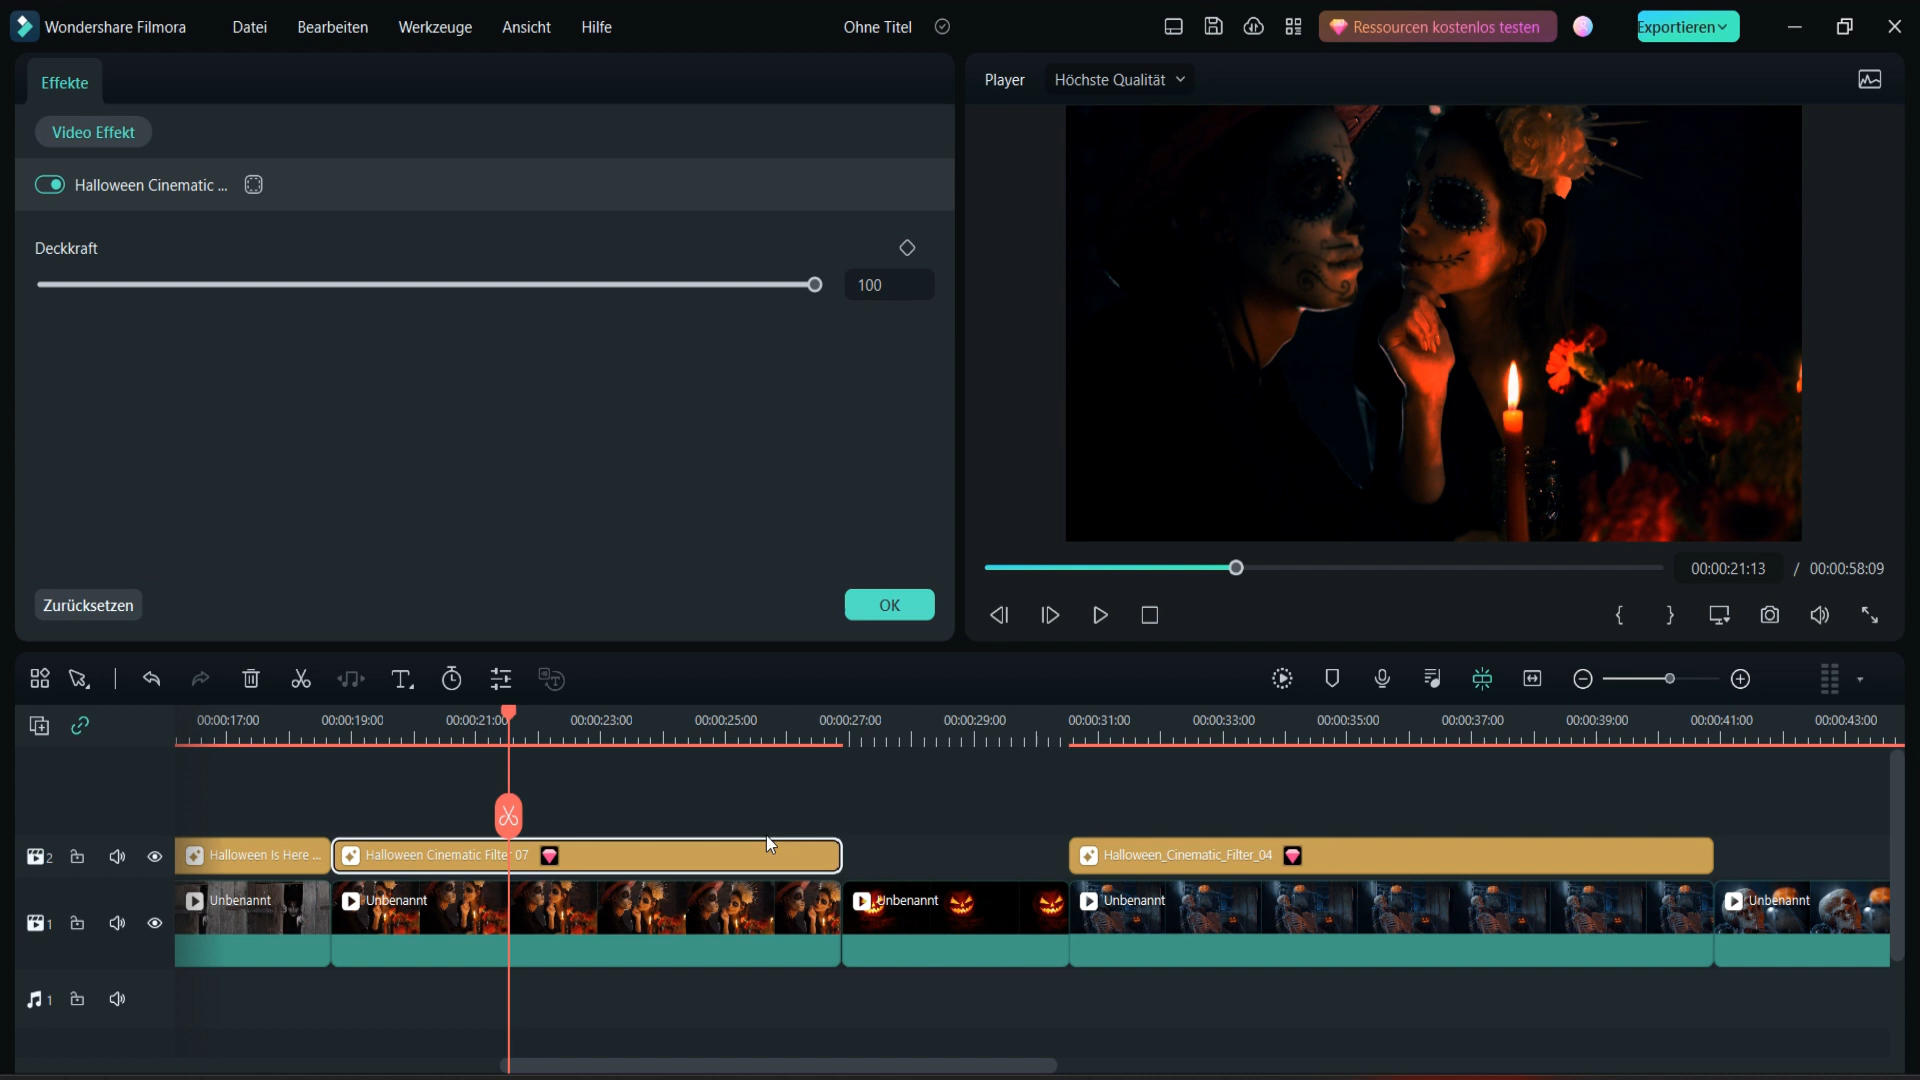 Wondershare Filmora
Datei
Bearbeiten
Werkzeuge
Ansicht
Hilfe
Ohne Titel
Ressourcen kostenlos testen
Exportieren
Effekte
Player
Höchste Qualität
Video Effekt
Halloween Cinematic ...
Deckkraft
100
Zurücksetzen
OK
00:00:21:13 / 00:00:58:09
00:00:17:00
00:00:19:00
00:00:21:00
00:00:23:00
00:00:25:00
00:00:27:00
00:00:29:00
00:00:31:00
00:00:33:00
00:00:35:00
00:00:37:00
00:00:39:00
00:00:41:00
00:00:43:00
2
Halloween Is Here ...
Halloween Cinematic Filter 07
Halloween_Cinematic_Filter_04
1
Unbenannt
Unbenannt
Unbenannt
Unbenannt
Unbenannt
1